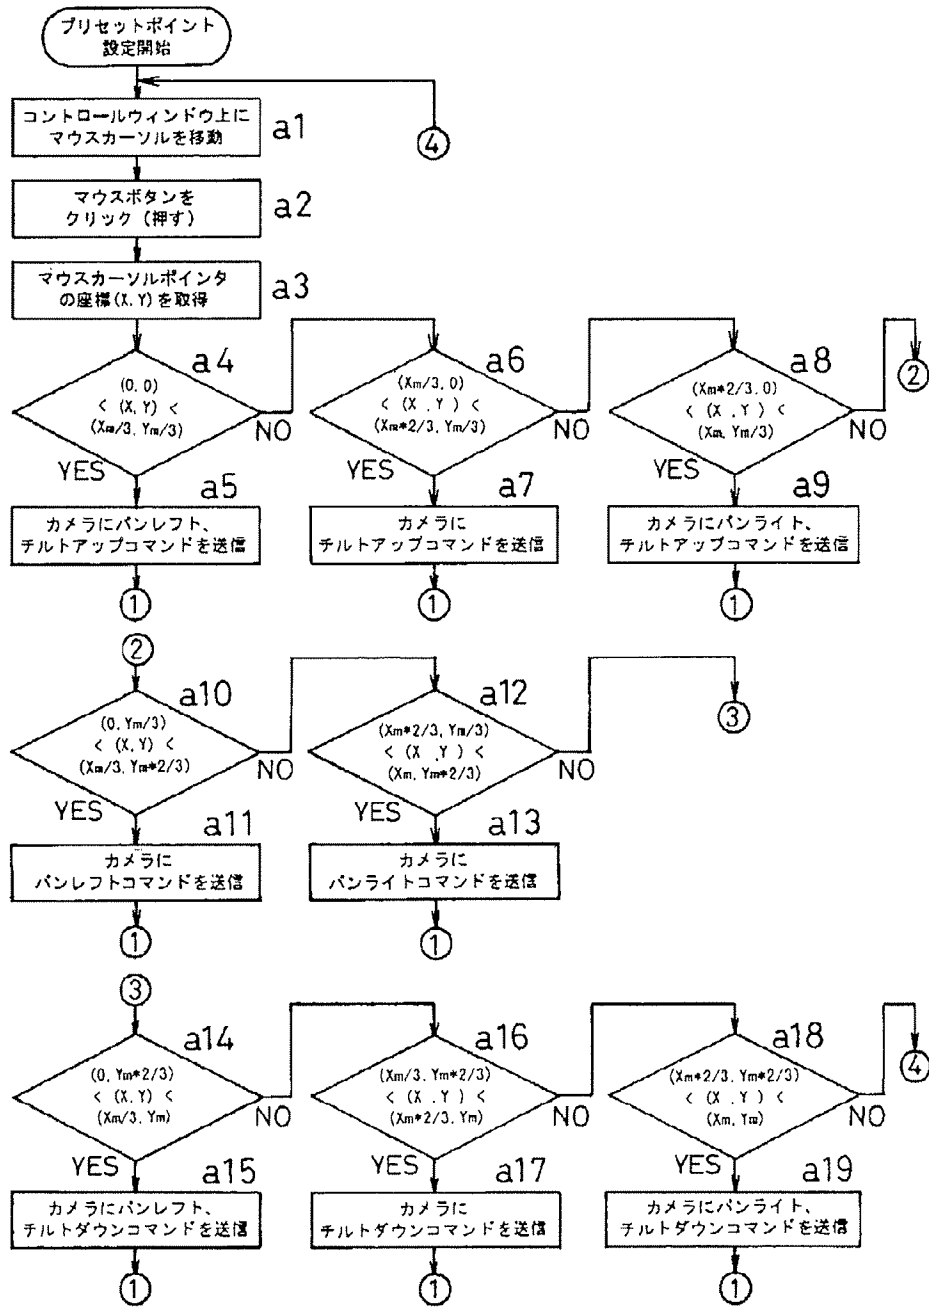 プリセットポイント
設定開始
コントロールウィンドウ上に
マウスカーソルを移動
a1
④
マウスボタンを
クリック (押す)
a2
マウスカーソルポインタ
の座標(X,Y)を取得
a3
a4
(0,0)
< (X,Y) <
(Xm/3,Ym/3)
NO
YES
a6
(Xm/3,0)
< (X,Y) <
(Xm*2/3,Ym/3)
NO
YES
a8
(Xm*2/3,0)
< (X,Y) <
(Xm,Ym/3)
NO
YES
②
a5
カメラにパンレフト、
チルトアップコマンドを送信
①
a7
カメラに
チルトアップコマンドを送信
①
a9
カメラにパンライト、
チルトアップコマンドを送信
①
②
a10
(0,Ym/3)
< (X,Y) <
(Xm/3,Ym*2/3)
NO
YES
a12
(Xm*2/3,Ym/3)
< (X,Y) <
(Xm,Ym*2/3)
NO
YES
③
a11
カメラに
パンレフトコマンドを送信
①
a13
カメラに
パンライトコマンドを送信
①
③
a14
(0,Ym*2/3)
< (X,Y) <
(Xm/3,Ym)
NO
YES
a16
(Xm/3,Ym*2/3)
< (X,Y) <
(Xm*2/3,Ym)
NO
YES
a18
(Xm*2/3,Ym*2/3)
< (X,Y) <
(Xm,Ym)
NO
YES
④
a15
カメラにパンレフト、
チルトダウンコマンドを送信
①
a17
カメラに
チルトダウンコマンドを送信
①
a19
カメラにパンライト、
チルトダウンコマンドを送信
①